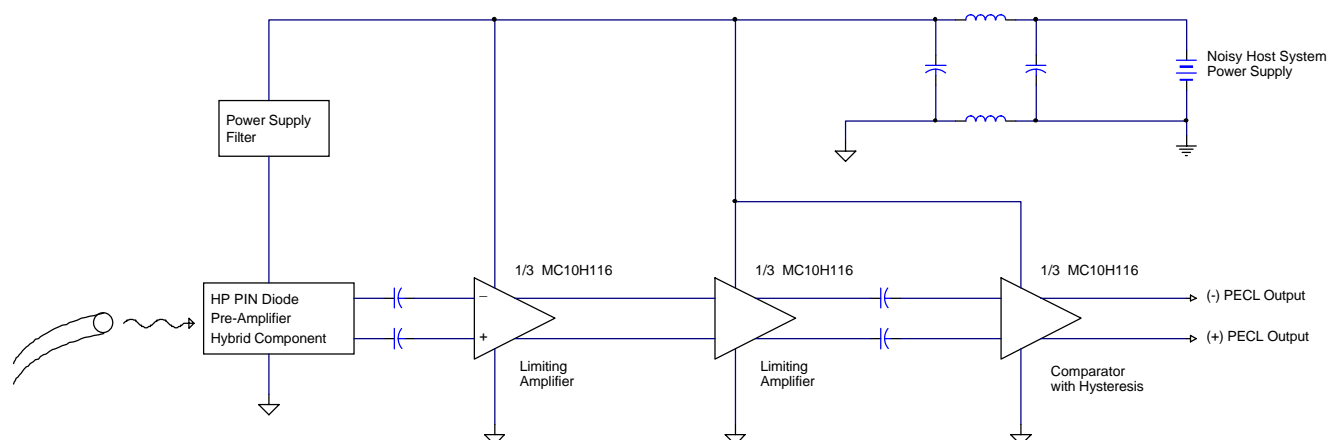 Noisy Host System
Power Supply
Power Supply
Filter
1/3 MC10H116
1/3 MC10H116
1/3 MC10H116
HP PIN Diode
Pre-Amplifier
Hybrid Component
−
+
(-) PECL Output
(+) PECL Output
Limiting
Amplifier
Limiting
Amplifier
Comparator
with Hysteresis